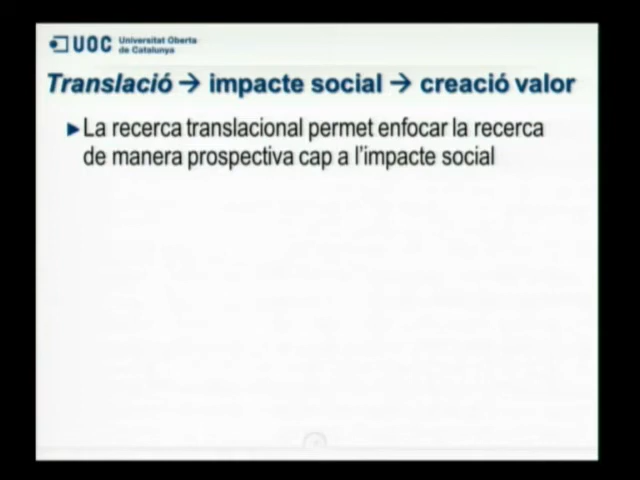 UOC Universitat Oberta
de Catalunya
Translació → impacte social → creació valor
►La recerca translacional permet enfocar la recerca
de manera prospectiva cap a l’impacte social